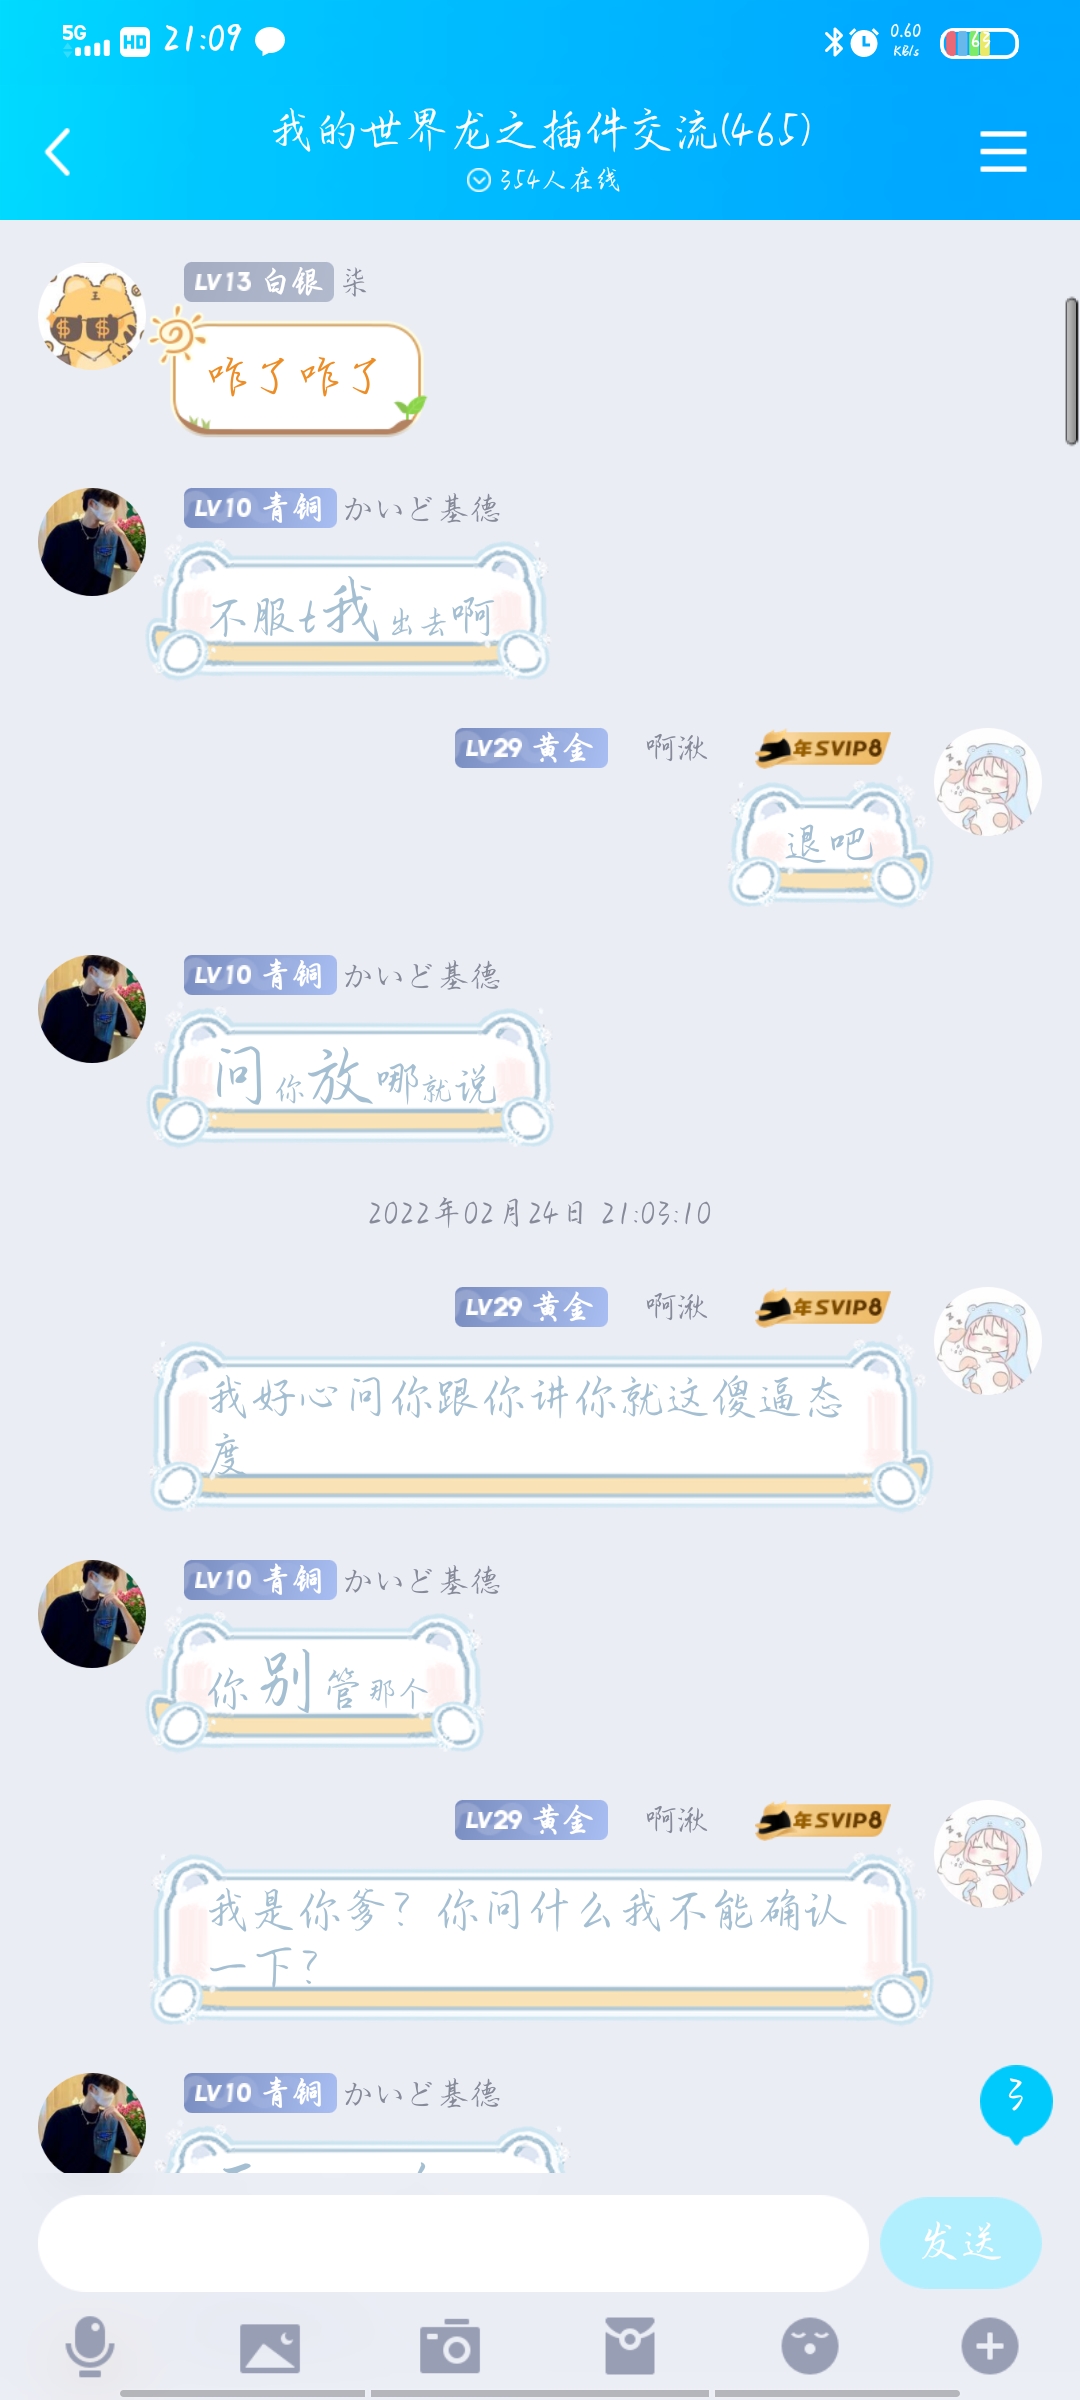 5G HD 21:09 0.60 KB/s 63
我的世界龙之插件交流(465)
354人在线
LV13 白银 柒
咋了咋了
LV10 青铜 かいど基德
不服t我出去啊
LV29 黄金 啊湫 年SVIP8
退吧
LV10 青铜 かいど基德
问你放哪就说
2022年02月24日 21:03:10
LV29 黄金 啊湫 年SVIP8
我好心问你跟你讲你就这傻逼态
度
LV10 青铜 かいど基德
你别管那个
LV29 黄金 啊湫 年SVIP8
我是你爹？你问什么我不能确认
一下？
LV10 青铜 かいど基德
3
发送